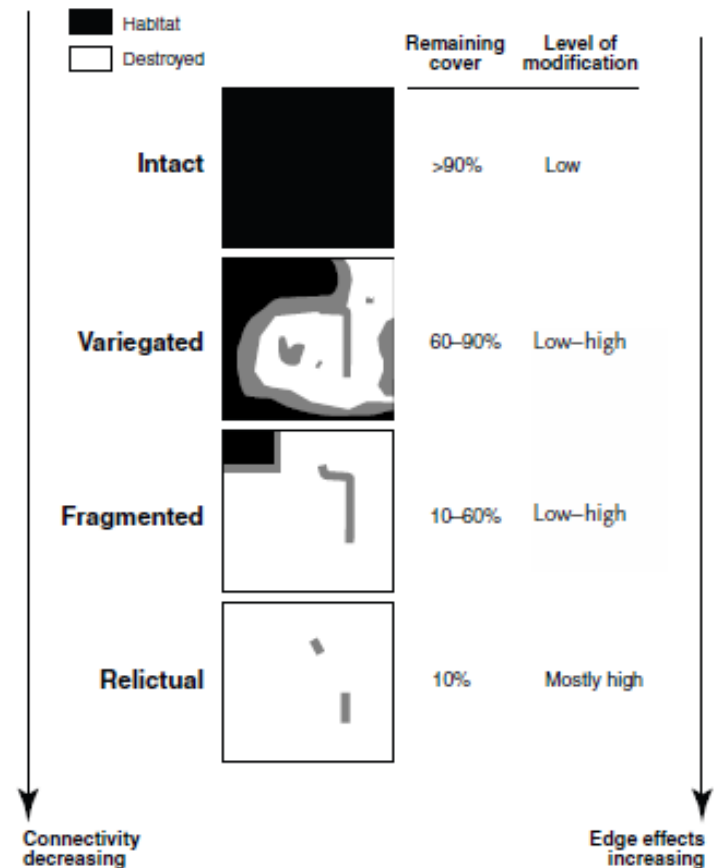 Habitat
Destroyed
Remaining
cover
Level of
modification
Intact
>90%
Low
Variegated
60–90%
Low–high
Fragmented
10–60%
Low–high
Relictual
10%
Mostly high
Connectivity
decreasing
Edge effects
increasing